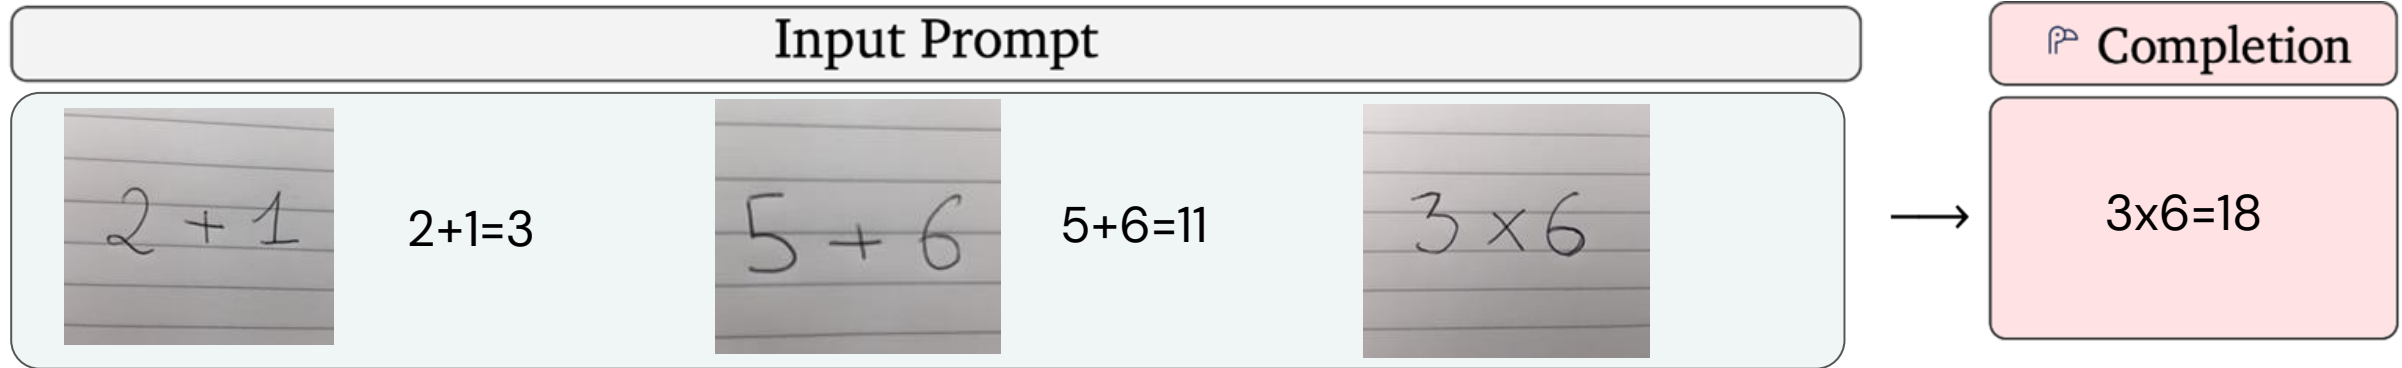 Input Prompt
Completion
2 + 1
2+1=3
5 + 6
5+6=11
3 x 6
3x6=18